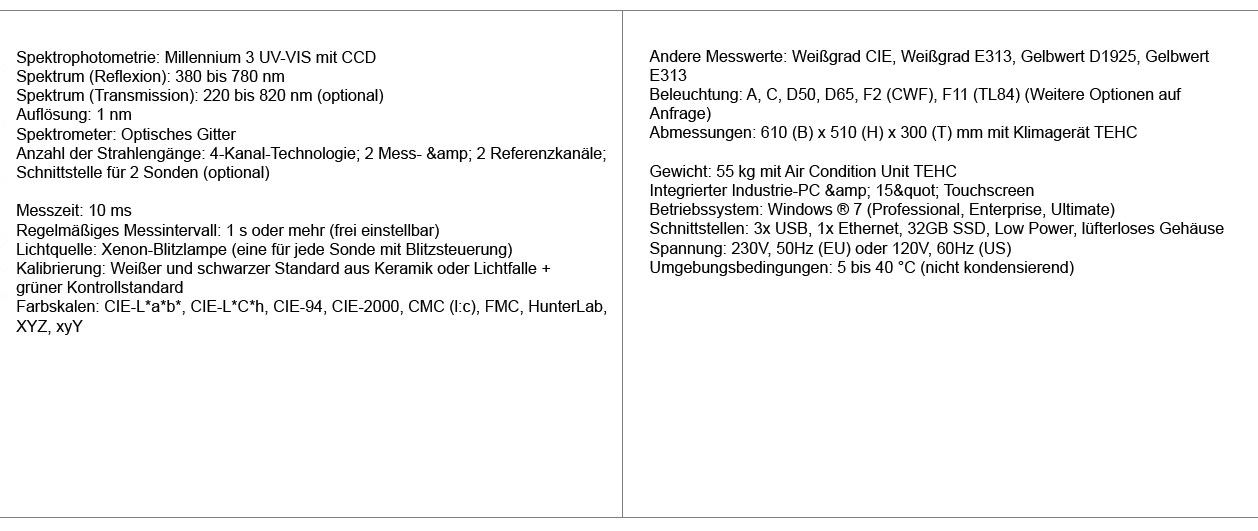 Spektrophotometrie: Millennium 3 UV-VIS mit CCD
Spektrum (Reflexion): 380 bis 780 nm
Spektrum (Transmission): 220 bis 820 nm (optional)
Auflösung: 1 nm
Spektrometer: Optisches Gitter
Anzahl der Strahlengänge: 4-Kanal-Technologie; 2 Mess- &amp; 2 Referenzkanäle;
Schnittstelle für 2 Sonden (optional)
Messzeit: 10 ms
Regelmäßiges Messintervall: 1 s oder mehr (frei einstellbar)
Lichtquelle: Xenon-Blitzlampe (eine für jede Sonde mit Blitzsteuerung)
Kalibrierung: Weißer und schwarzer Standard aus Keramik oder Lichtfalle +
grüner Kontrollstandard
Farbskalen: CIE-L*a*b*, CIE-L*C*h, CIE-94, CIE-2000, CMC (l:c), FMC, HunterLab,
XYZ, xyY
Andere Messwerte: Weißgrad CIE, Weißgrad E313, Gelbwert D1925, Gelbwert
E313
Beleuchtung: A, C, D50, D65, F2 (CWF), F11 (TL84) (Weitere Optionen auf
Anfrage)
Abmessungen: 610 (B) x 510 (H) x 300 (T) mm mit Klimagerät TEHC
Gewicht: 55 kg mit Air Condition Unit TEHC
Integrierter Industrie-PC &amp; 15&quot; Touchscreen
Betriebssystem: Windows ® 7 (Professional, Enterprise, Ultimate)
Schnittstellen: 3x USB, 1x Ethernet, 32GB SSD, Low Power, lüfterloses Gehäuse
Spannung: 230V, 50Hz (EU) oder 120V, 60Hz (US)
Umgebungsbedingungen: 5 bis 40 °C (nicht kondensierend)